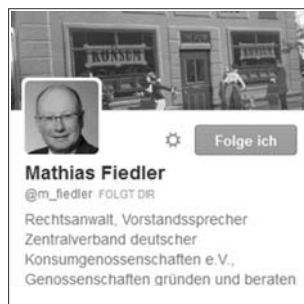 KONSUM
Folge ich
Mathias Fiedler
@m_fiedler FOLGT DIR
Rechtsanwalt, Vorstandssprecher
Zentralverband deutscher
Konsumgenossenschaften e.V.,
Genossenschaften gründen und beraten